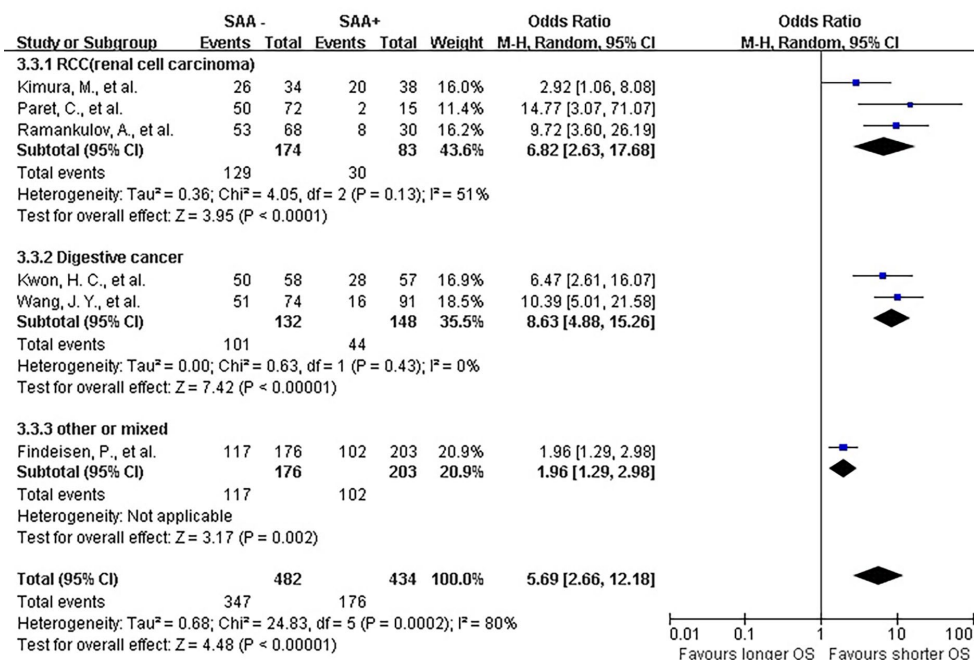 SAA - SAA+ Odds Ratio Odds Ratio
Study or Subgroup Events Total Events Total Weight M-H, Random, 95% CI M-H, Random, 95% CI
3.3.1 RCC(renal cell carcinoma)
Kimura, M., et al. 26 34 20 38 16.0% 2.92 [1.06, 8.08]
Paret, C., et al. 50 72 2 15 11.4% 14.77 [3.07, 71.07]
Ramankulov, A., et al. 53 68 8 30 16.2% 9.72 [3.60, 26.19]
Subtotal (95% CI) 174 83 43.6% 6.82 [2.63, 17.68]
Total events 129 30
Heterogeneity: Tau² = 0.36; Chi² = 4.05, df = 2 (P = 0.13); I² = 51%
Test for overall effect: Z = 3.95 (P < 0.0001)
3.3.2 Digestive cancer
Kwon, H. C., et al. 50 58 28 57 16.9% 6.47 [2.61, 16.07]
Wang, J. Y., et al. 51 74 16 91 18.5% 10.39 [5.01, 21.58]
Subtotal (95% CI) 132 148 35.5% 8.63 [4.88, 15.26]
Total events 101 44
Heterogeneity: Tau² = 0.00; Chi² = 0.63, df = 1 (P = 0.43); I² = 0%
Test for overall effect: Z = 7.42 (P < 0.00001)
3.3.3 other or mixed
Findeisen, P., et al. 117 176 102 203 20.9% 1.96 [1.29, 2.98]
Subtotal (95% CI) 176 203 20.9% 1.96 [1.29, 2.98]
Total events 117 102
Heterogeneity: Not applicable
Test for overall effect: Z = 3.17 (P = 0.002)
Total (95% CI) 482 434 100.0% 5.69 [2.66, 12.18]
Total events 347 176
Heterogeneity: Tau² = 0.68; Chi² = 24.83, df = 5 (P = 0.0002); I² = 80%
Test for overall effect: Z = 4.48 (P < 0.00001)
0.01 0.1 1 10 100
Favours longer OS Favours shorter OS